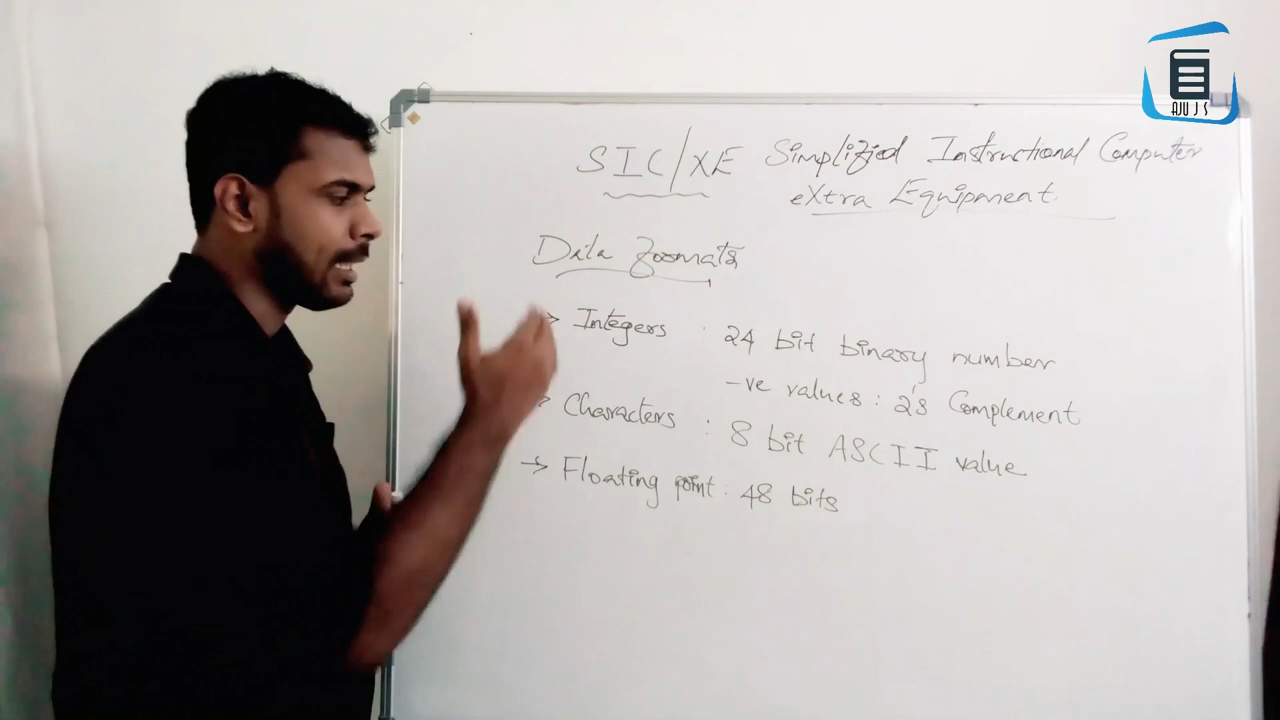 AJU J S
SIC/XE Simplified Instructional Computer
eXtra Equipment
Data Formats
→ Integers : 24 bit binary number
-ve values : 2's Complement
→ Characters : 8 bit ASCII value
→ Floating point : 48 bits